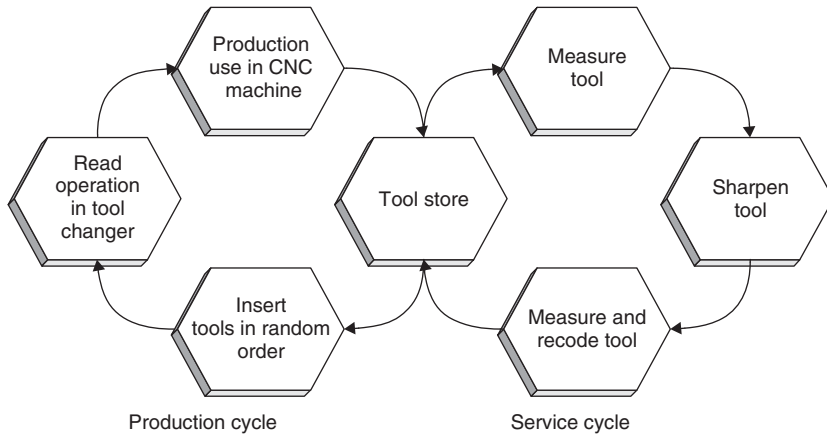 Production
use in CNC
machine
Measure
tool
Read
operation
in tool
changer
Tool store
Sharpen
tool
Insert
tools in random
order
Measure and
recode tool
Production cycle
Service cycle